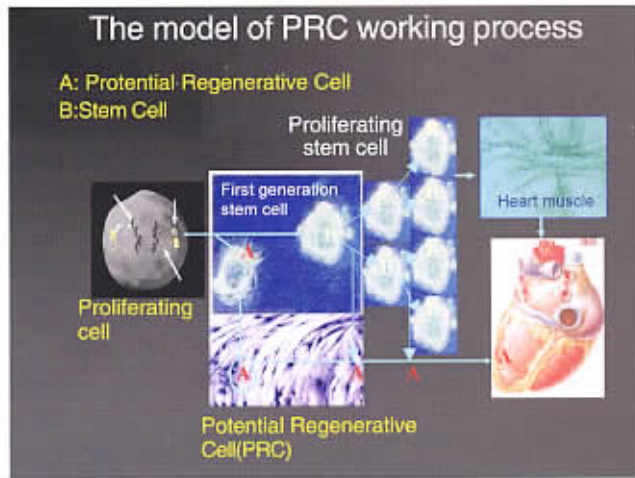 The model of PRC working process
A: Protential Regenerative Cell
B:Stem Cell
Proliferating
stem cell
First generation
stem cell
Heart muscle
A
Proliferating
cell
A
A
A
A
Potential Regenerative
Cell(PRC)